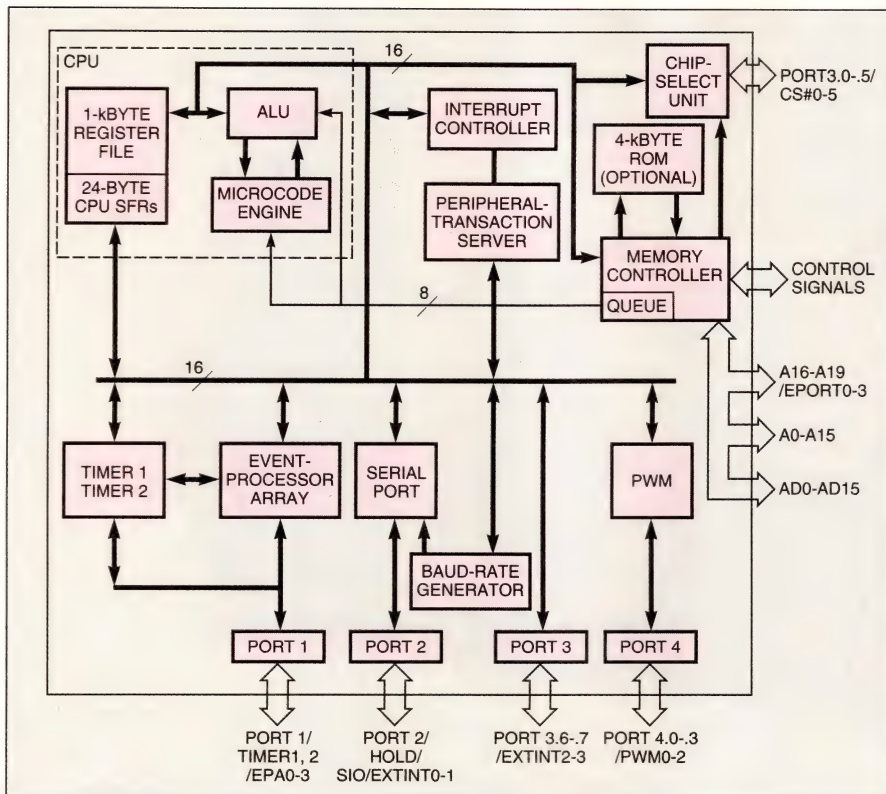 CPU
16
1-kBYTE
REGISTER
FILE
24-BYTE
CPU SFRs
ALU
MICROCODE
ENGINE
INTERRUPT
CONTROLLER
PERIPHERAL-
TRANSACTION
SERVER
CHIP-
SELECT
UNIT
PORT3.0-.5/
CS#0-5
4-kBYTE
ROM
(OPTIONAL)
MEMORY
CONTROLLER
QUEUE
CONTROL
SIGNALS
8
16
A16-A19
/EPORT0-3
A0-A15
AD0-AD15
TIMER 1
TIMER 2
EVENT-
PROCESSOR
ARRAY
SERIAL
PORT
PWM
BAUD-RATE
GENERATOR
PORT 1
PORT 2
PORT 3
PORT 4
PORT 1/
TIMER1, 2
/EPA0-3
PORT 2/
HOLD/
SIO/EXTINT0-1
PORT 3.6-.7
/EXTINT2-3
PORT 4.0-.3
/PWM0-2